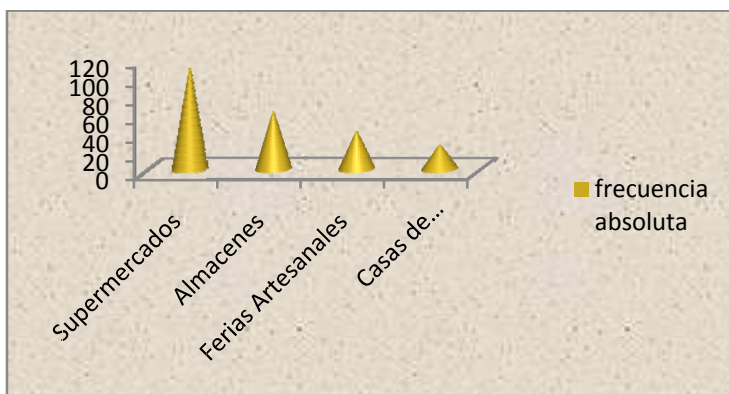 120
100
80
60
40
20
0
Supermercados
Almacenes
Ferias Artesanales
Casas de...
frecuencia
absoluta